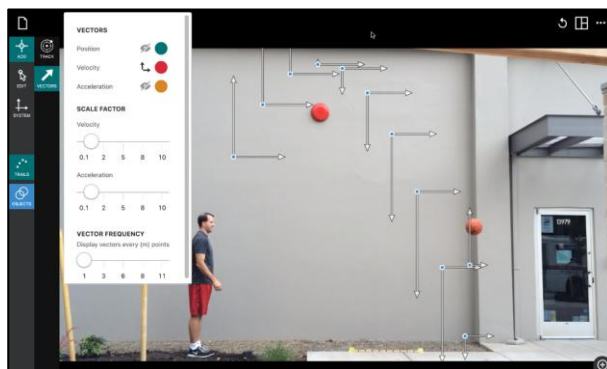 ADD
TRACK
EDIT
VECTORS
SYSTEM
TRAILS
OBJECTS
VECTORS
Position
Velocity
Acceleration
SCALE FACTOR
Velocity
0.1 2 5 8 10
Acceleration
0.1 2 5 8 10
VECTOR FREQUENCY
Display vectors every (m) points
1 3 6 8 11
13979